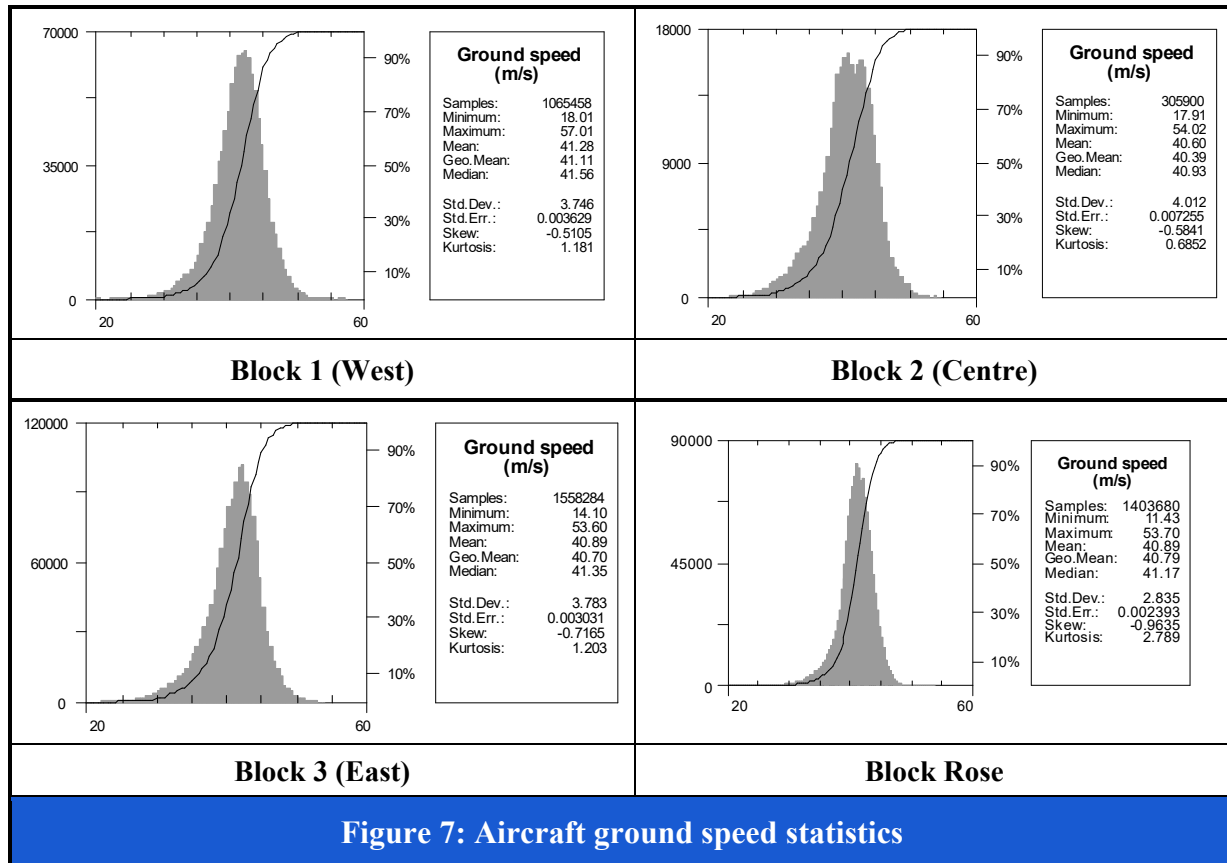 70000
35000
0
20
60
90%
70%
50%
30%
10%
Ground speed
(m/s)
Samples: 1065458
Minimum: 18.01
Maximum: 57.01
Mean: 41.28
Geo.Mean: 41.11
Median: 41.56
Std.Dev.: 3.746
Std.Err.: 0.003629
Skew: -0.5105
Kurtosis: 1.181
Block 1 (West)
18000
9000
0
20
60
90%
70%
50%
30%
10%
Ground speed
(m/s)
Samples: 305900
Minimum: 17.91
Maximum: 54.02
Mean: 40.60
Geo.Mean: 40.39
Median: 40.93
Std.Dev.: 4.012
Std.Err.: 0.007255
Skew: -0.5841
Kurtosis: 0.6852
Block 2 (Centre)
120000
60000
0
20
60
90%
70%
50%
30%
10%
Ground speed
(m/s)
Samples: 1558284
Minimum: 14.10
Maximum: 53.60
Mean: 40.89
Geo.Mean: 40.70
Median: 41.35
Std.Dev.: 3.783
Std.Err.: 0.003031
Skew: -0.7165
Kurtosis: 1.203
Block 3 (East)
90000
45000
0
20
60
90%
70%
50%
30%
10%
Ground speed
(m/s)
Samples: 1403680
Minimum: 11.43
Maximum: 53.70
Mean: 40.89
Geo.Mean: 40.79
Median: 41.17
Std.Dev.: 2.835
Std.Err.: 0.002393
Skew: -0.9635
Kurtosis: 2.789
Block Rose
Figure 7: Aircraft ground speed statistics